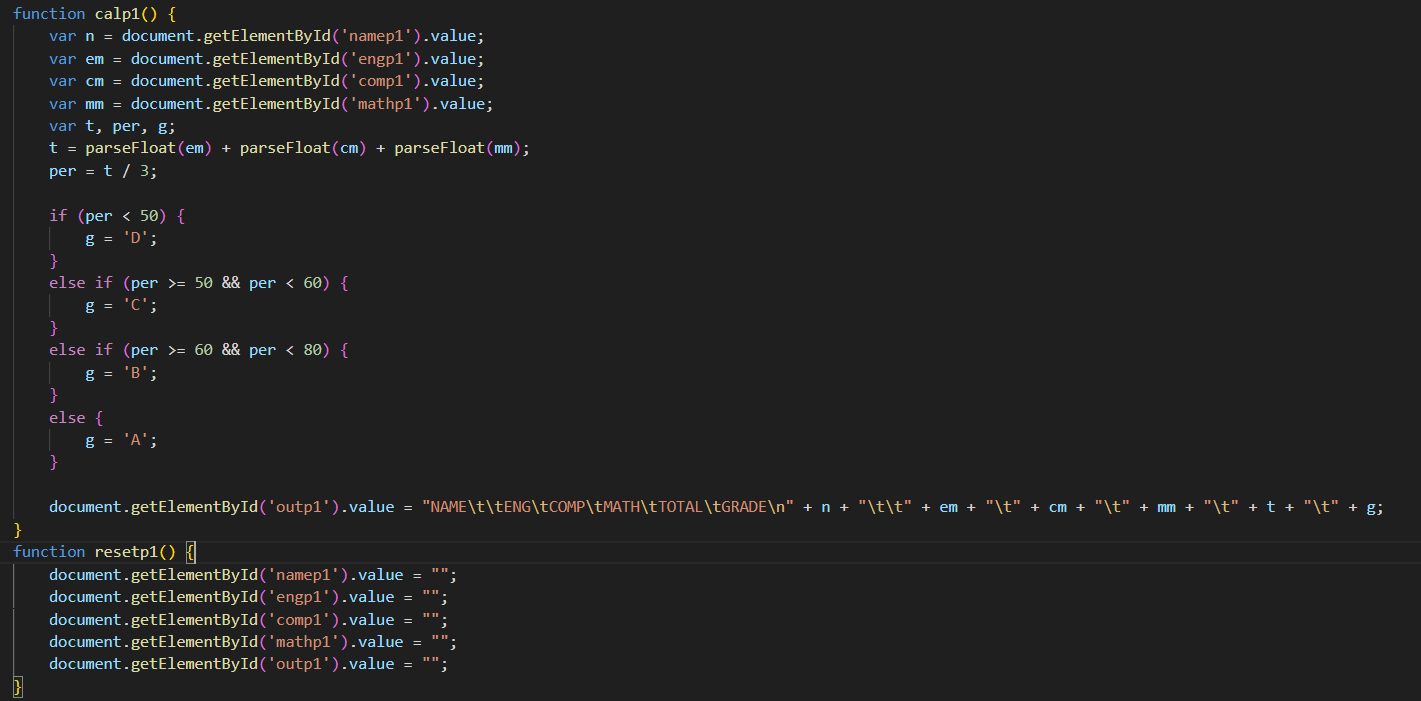 function calp1() {
    var n = document.getElementById('namep1').value;
    var em = document.getElementById('engp1').value;
    var cm = document.getElementById('comp1').value;
    var mm = document.getElementById('mathp1').value;
    var t, per, g;
    t = parseFloat(em) + parseFloat(cm) + parseFloat(mm);
    per = t / 3;

    if (per < 50) {
        g = 'D';
    }
    else if (per >= 50 && per < 60) {
        g = 'C';
    }
    else if (per >= 60 && per < 80) {
        g = 'B';
    }
    else {
        g = 'A';
    }

    document.getElementById('outp1').value = "NAME\t\tENG\tCOMP\tMATH\tTOTAL\tGRADE\n" + n + "\t\t" + em + "\t" + cm + "\t" + mm + "\t" + t + "\t" + g;
}
function resetp1() {
    document.getElementById('namep1').value = "";
    document.getElementById('engp1').value = "";
    document.getElementById('comp1').value = "";
    document.getElementById('mathp1').value = "";
    document.getElementById('outp1').value = "";
}